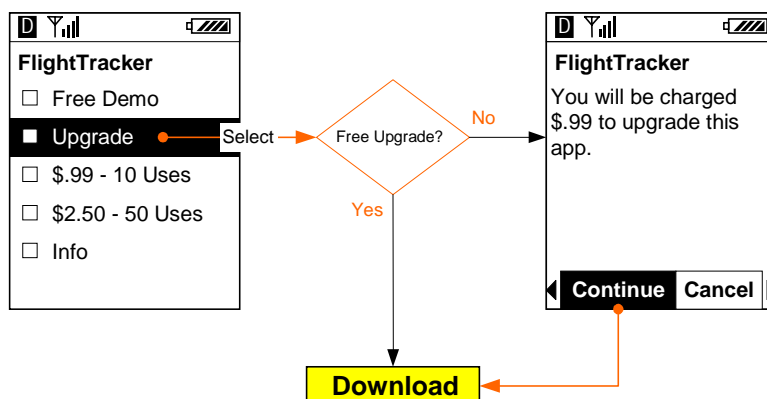 D
FlightTracker
Free Demo
Upgrade
$.99 - 10 Uses
$2.50 - 50 Uses
Info
Select
Free Upgrade?
No
Yes
D
FlightTracker
You will be charged
$.99 to upgrade this
app.
Continue Cancel
Download